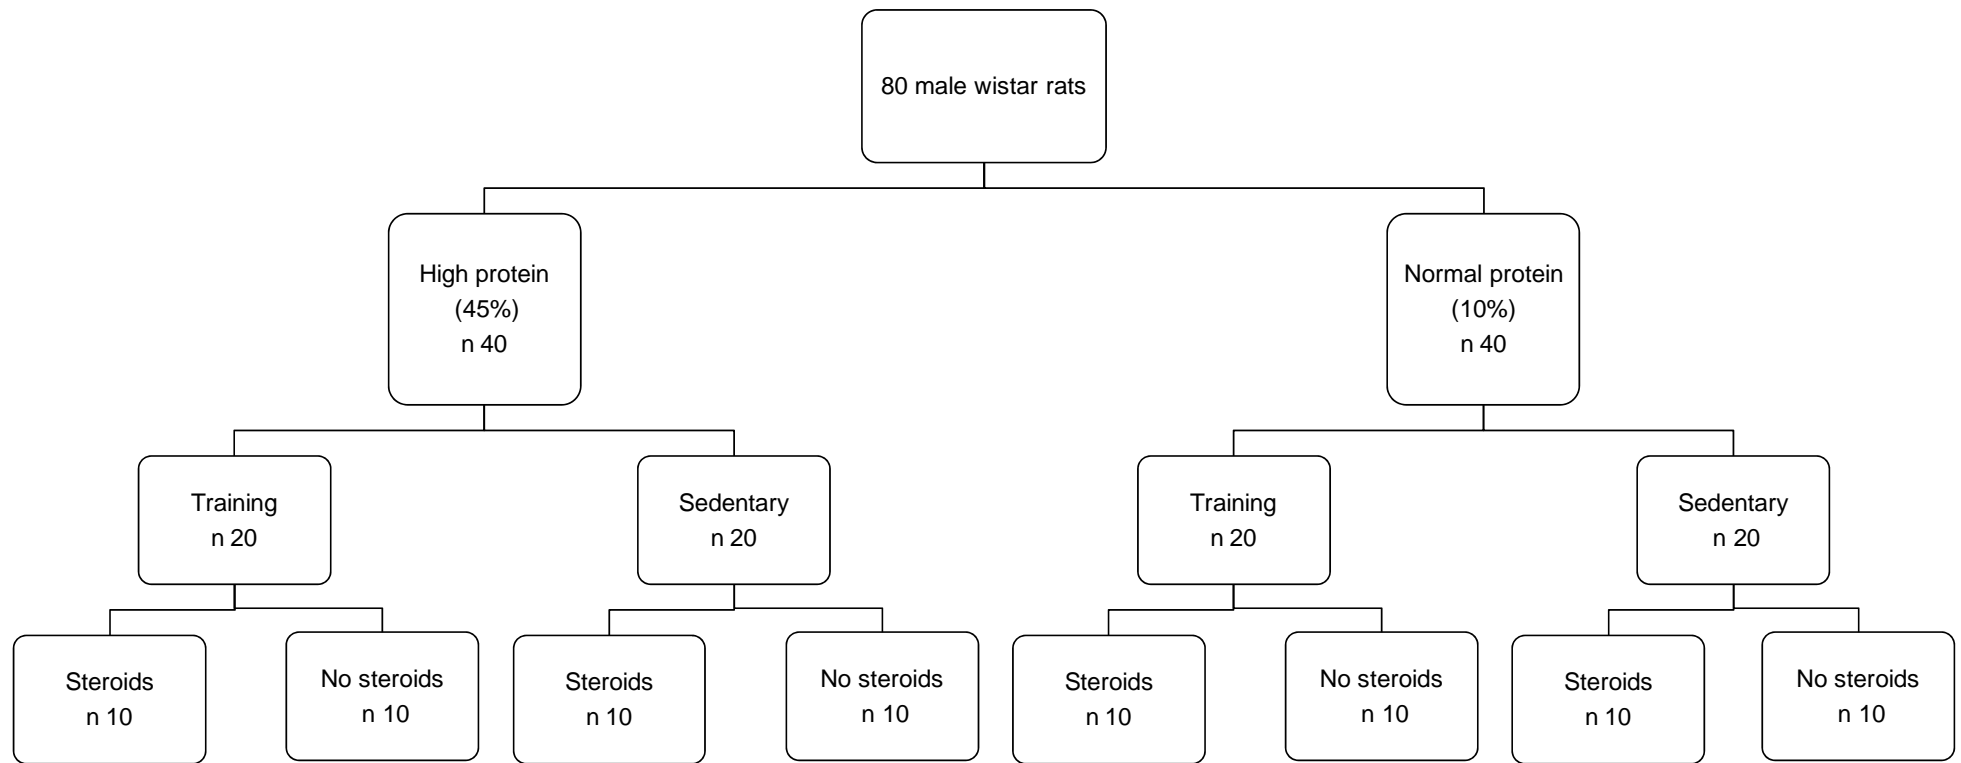 80 male wistar rats
High protein
(45%)
n 40
Normal protein
(10%)
n 40
Training
n 20
Sedentary
n 20
Training
n 20
Sedentary
n 20
Steroids
n 10
No steroids
n 10
Steroids
n 10
No steroids
n 10
Steroids
n 10
No steroids
n 10
Steroids
n 10
No steroids
n 10